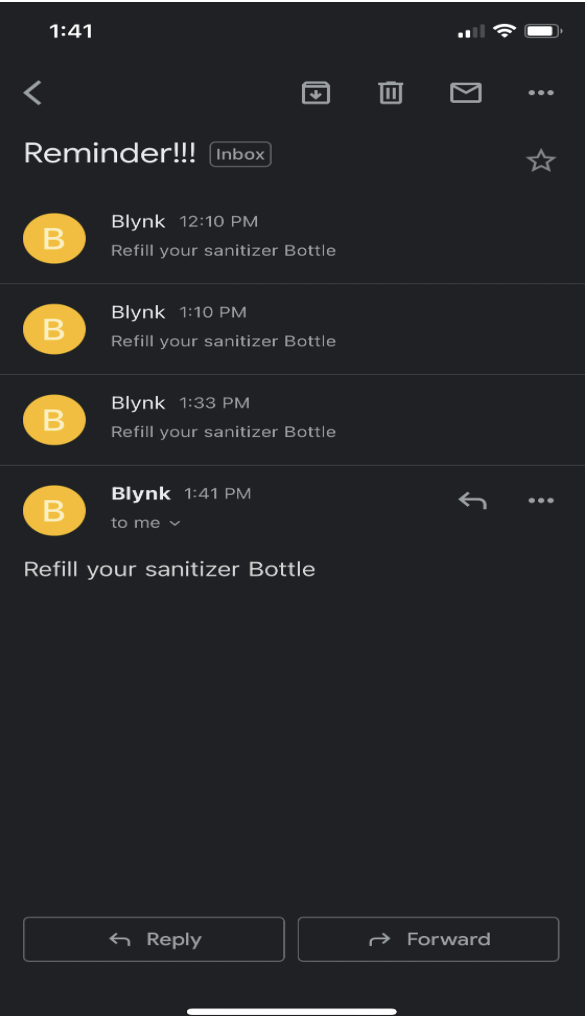 1:41
Reminder!!! Inbox
B
Blynk 12:10 PM
Refill your sanitizer Bottle
B
Blynk 1:10 PM
Refill your sanitizer Bottle
B
Blynk 1:33 PM
Refill your sanitizer Bottle
B
Blynk 1:41 PM
to me
Refill your sanitizer Bottle
Reply Forward